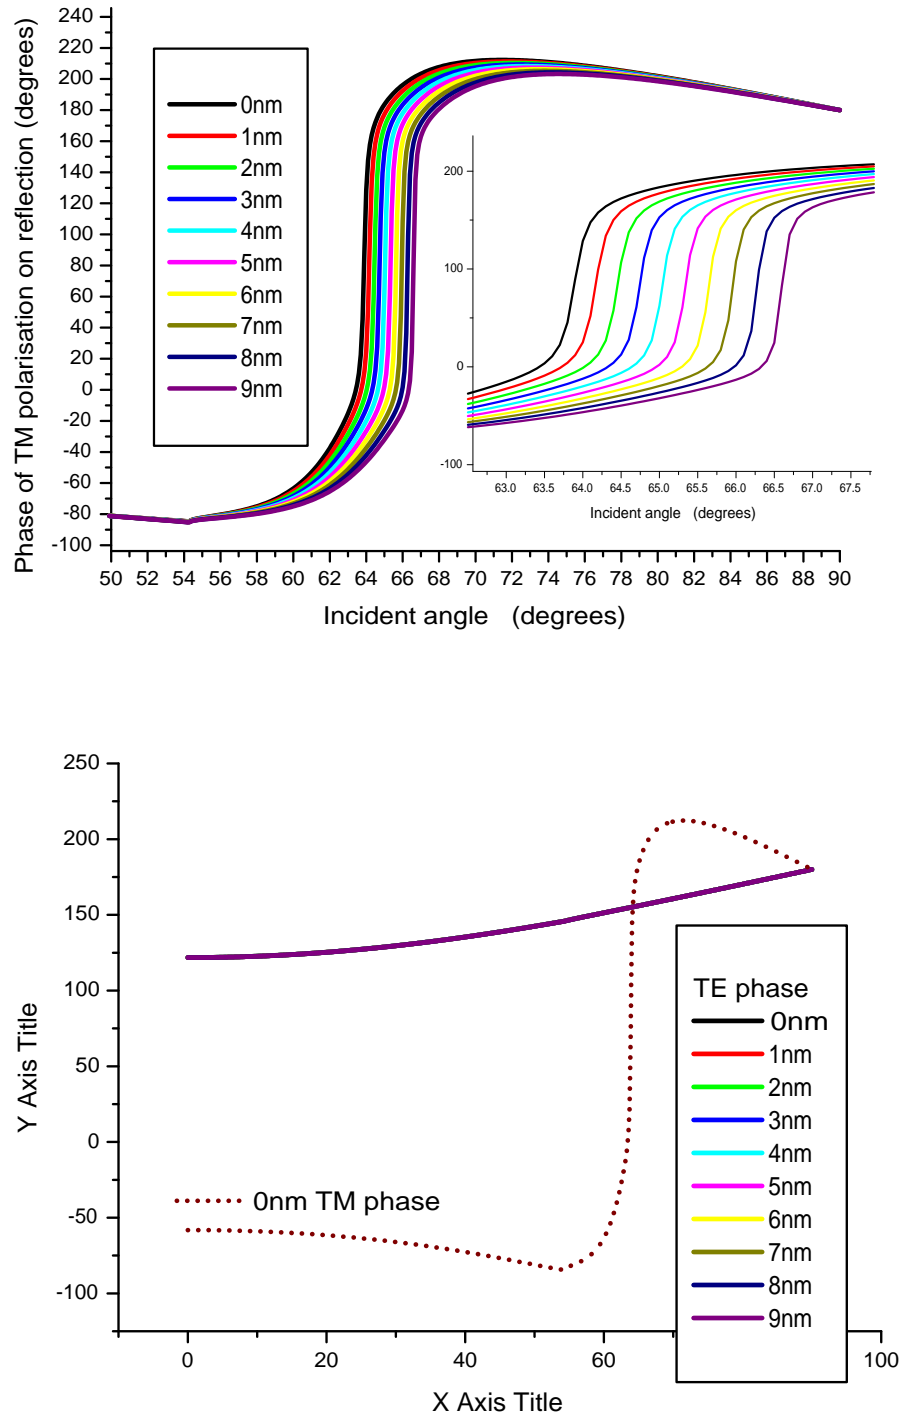 240
220
200
180
160
140
120
100
80
60
40
20
0
-20
-40
-60
-80
-100
Phase of TM polarisation on reflection (degrees)
0nm
1nm
2nm
3nm
4nm
5nm
6nm
7nm
8nm
9nm
200
100
0
-100
63.0 63.5 64.0 64.5 65.0 65.5 66.0 66.5 67.0 67.5
Incident angle (degrees)
50 52 54 56 58 60 62 64 66 68 70 72 74 76 78 80 82 84 86 88 90
Incident angle (degrees)
250
200
150
100
50
0
-50
-100
Y Axis Title
0nm TM phase
TE phase
0nm
1nm
2nm
3nm
4nm
5nm
6nm
7nm
8nm
9nm
0 20 40 60 100
X Axis Title